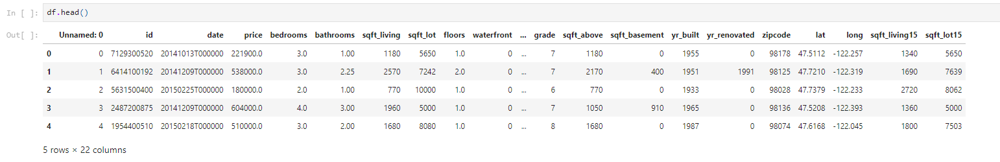 In [ ]: df.head()
Out[ ]: Unnamed: 0 id date price bedrooms bathrooms sqft_living sqft_lot floors waterfront ... grade sqft_above sqft_basement yr_built yr_renovated zipcode lat long sqft_living15 sqft_lot15
0 0 7129300520 20141013T000000 221900.0 3.0 1.00 1180 5650 1.0 0 ... 7 1180 0 1955 0 98178 47.5112 -122.257 1340 5650
1 1 6414100192 20141209T000000 538000.0 3.0 2.25 2570 7242 2.0 0 ... 7 2170 400 1951 1991 98125 47.7210 -122.319 1690 7639
2 2 5631500400 20150225T000000 180000.0 2.0 1.00 770 10000 1.0 0 ... 6 770 0 1933 0 98028 47.7379 -122.233 2720 8062
3 3 2487200875 20141209T000000 604000.0 4.0 3.00 1960 5000 1.0 0 ... 7 1050 910 1965 0 98136 47.5208 -122.393 1360 5000
4 4 1954400510 20150218T000000 510000.0 3.0 2.00 1680 8080 1.0 0 ... 8 1680 0 1987 0 98074 47.6168 -122.045 1800 7503
5 rows × 22 columns